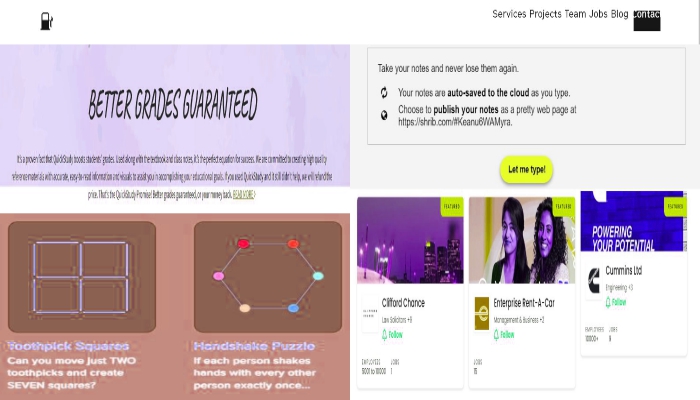 Services Projects Team Jobs Blog Contact
BETTER GRADES GUARANTEED
It's a proven fact that QuickStudy boosts students' grades. Used along with the textbook and class notes, it's the perfect equation for success. We are committed to creating high quality
reference materials with accurate, easy-to-read information and visuals to assist you in accomplishing your educational goals. If you used QuickStudy and it still didn't help, we will refund the
price. That's the QuickStudy Promise! Better grades guaranteed, or your money back. READ MORE
Take your notes and never lose them again.
Your notes are auto-saved to the cloud as you type.
Choose to publish your notes as a pretty web page at
https://shrib.com/#Keanu6WAMyra.
Let me type!
Toothpick Squares
Can you move just TWO
toothpicks and create
SEVEN squares?
Handshake Puzzle
If each person shakes
hands with every other
person exactly once...
FEATURED
Clifford Chance
Law Solicitors +9
Follow
EMPLOYEES JOBS
5001 to 10000 1
FEATURED
Enterprise Rent-A-Car
Management & Business +2
Follow
JOBS
15
FEATURED
POWERING
YOUR POTENTIAL
Cummins Ltd
Engineering +3
Follow
EMPLOYEES JOBS
10000+ 9